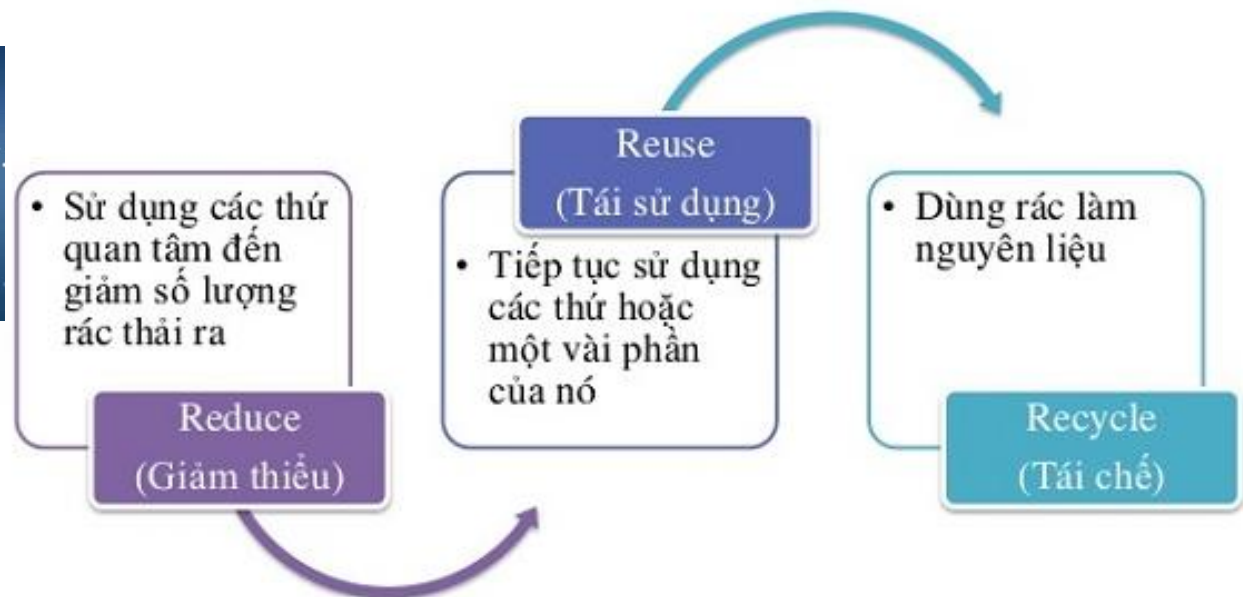 • Sử dụng các thứ
quan tâm đến
giảm số lượng
rác thải ra
Reduce
(Giảm thiểu)
Reuse
(Tái sử dụng)
• Tiếp tục sử dụng
các thứ hoặc
một vài phần
của nó
• Dùng rác làm
nguyên liệu
Recycle
(Tái chế)